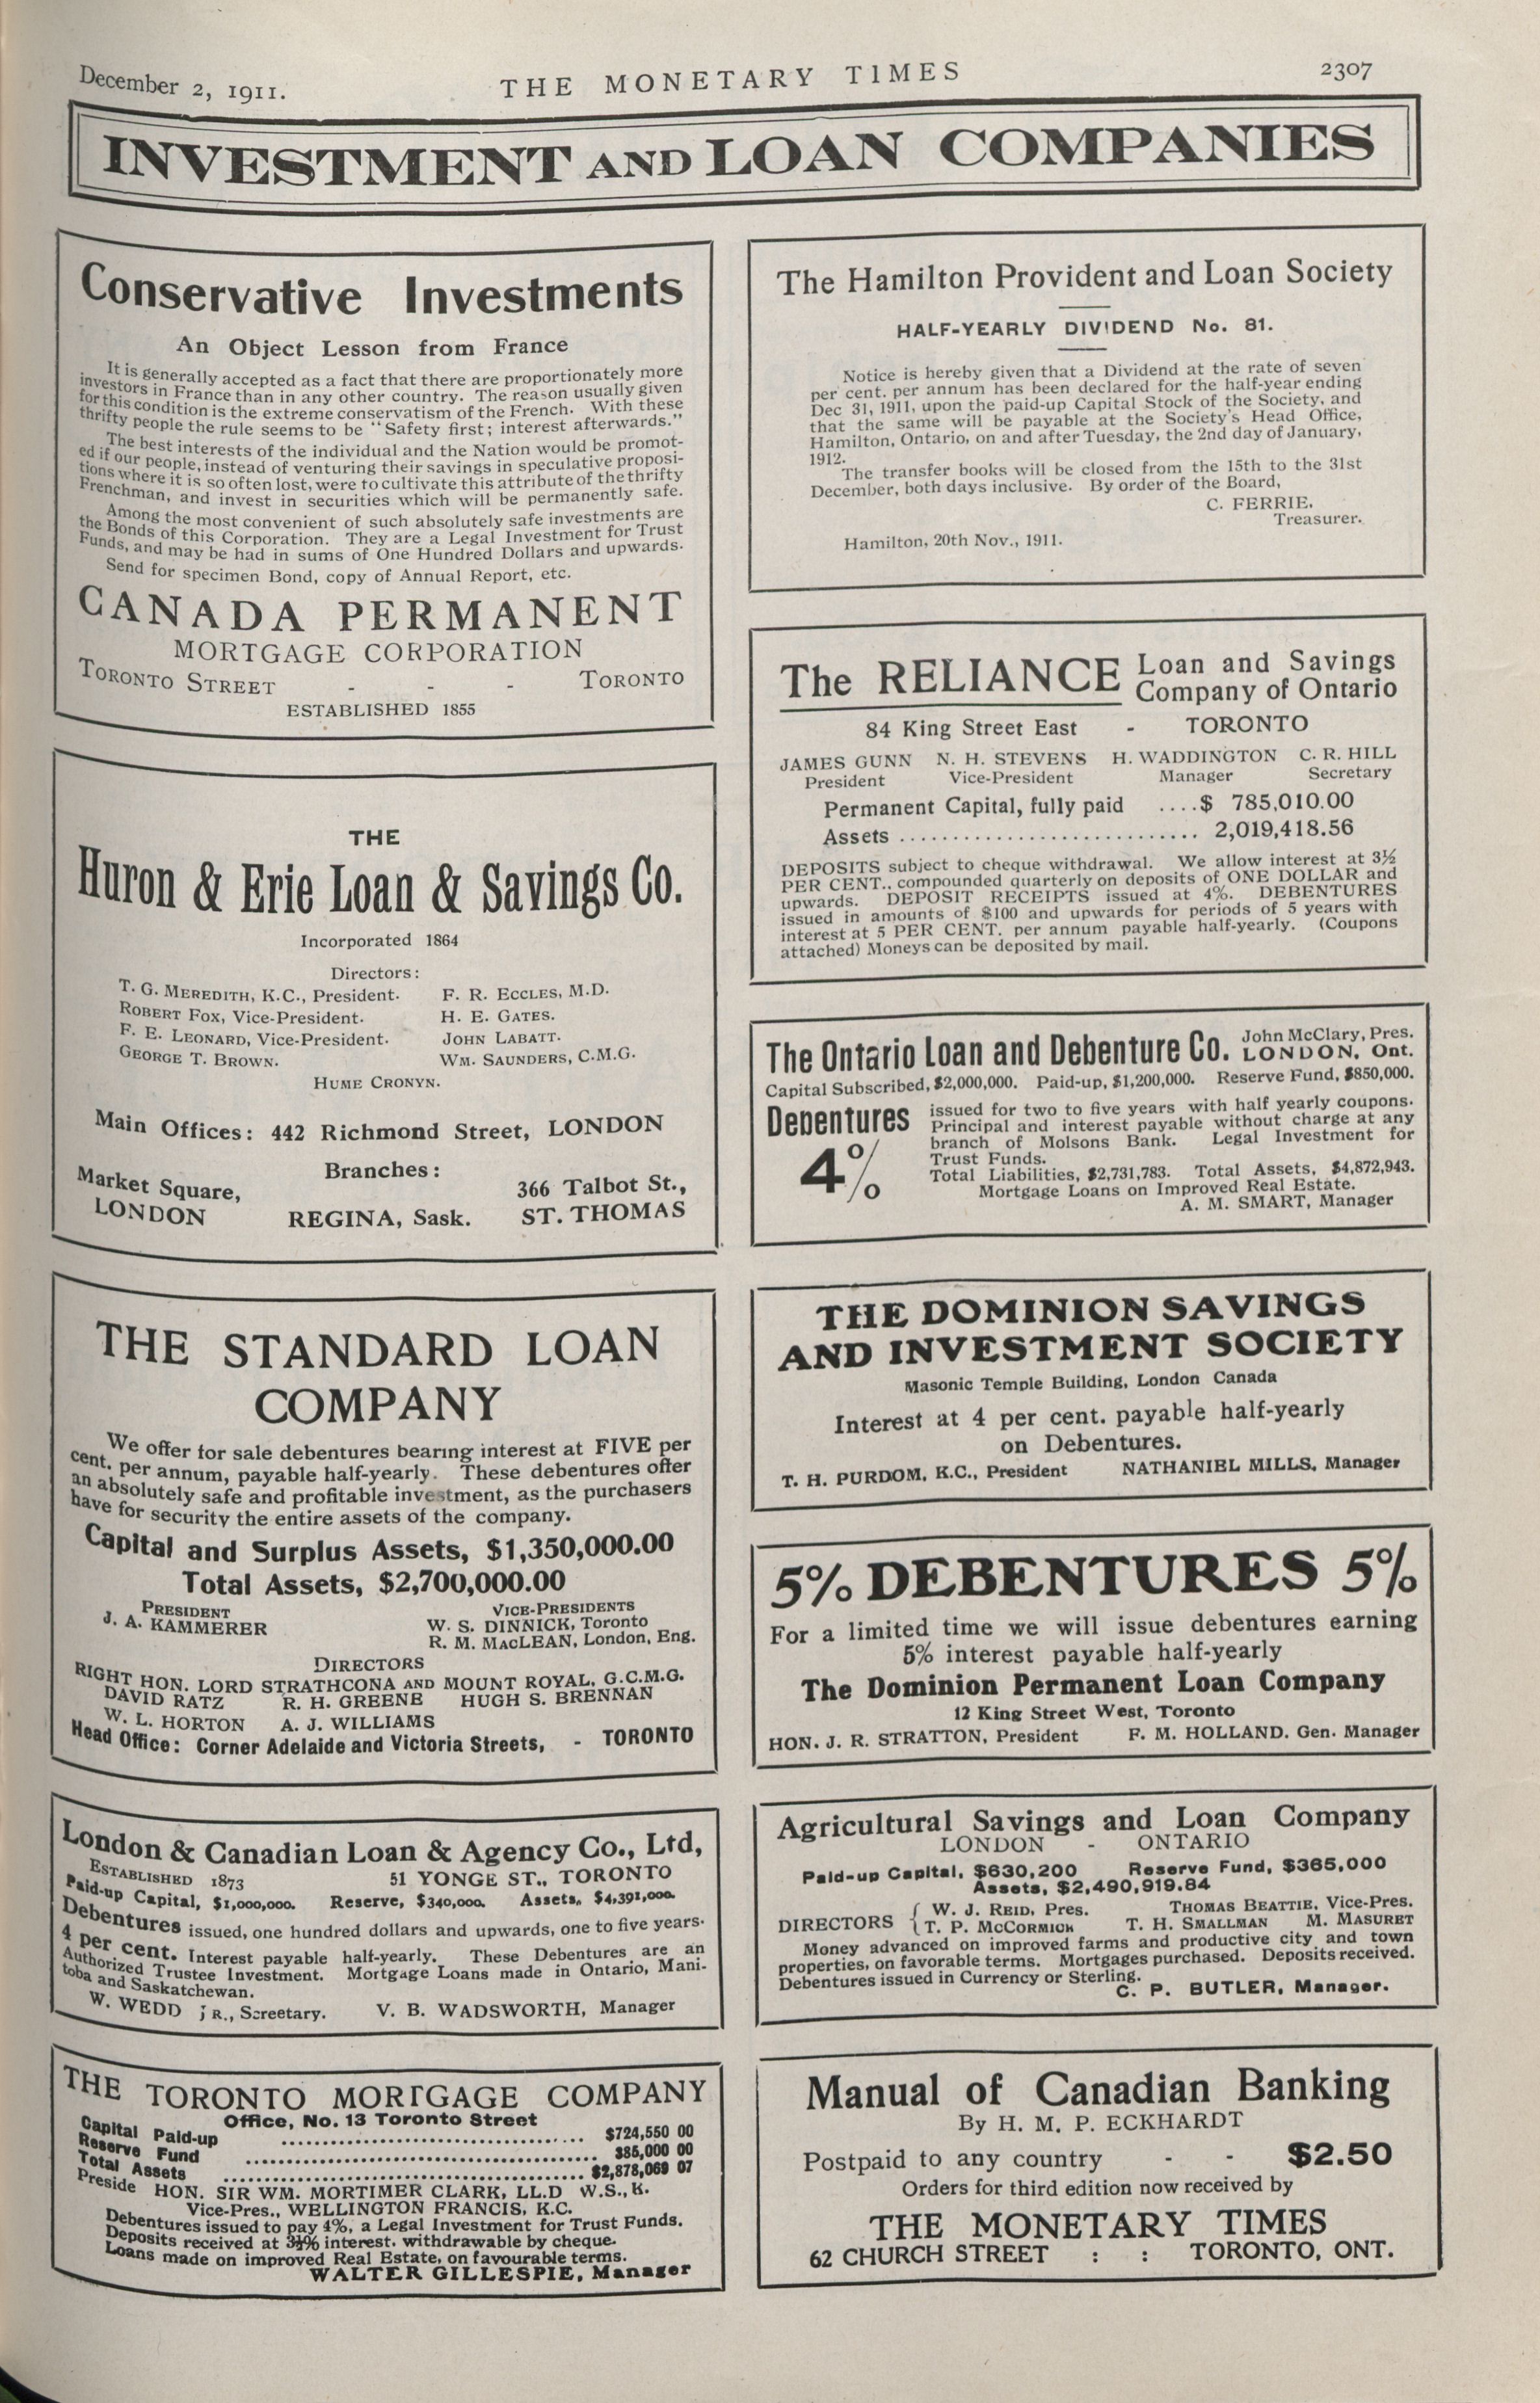 December 2, 1911.
THE MONETARY TIMES
2307
INVESTMENT AND LOAN COMPANIES
Conservative Investments
An Object Lesson from France
It is generally accepted as a fact that there are proportionately more
investors in France than in any other country. The reason usually given
for this condition is the extreme conservatism of the French. With these
thrifty people the rule seems to be "Safety first; interest afterwards."
The best interests of the individual and the Nation would be promot-
ed if our people, instead of venturing their savings in speculative proposi-
tions where it is so often lost, were to cultivate this attribute of the thrifty
Frenchman, and invest in securities which will be permanently safe.
Among the most convenient of such absolutely safe investments are
the Bonds of this Corporation. They are a Legal Investment for Trust
Funds, and may be had in sums of One Hundred Dollars and upwards.
Send for specimen Bond, copy of Annual Report, etc.
CANADA PERMANENT
MORTGAGE CORPORATION
TORONTO STREET - - - TORONTO
ESTABLISHED 1855
THE
Huron & Erie Loan & Savings Co.
Incorporated 1864
Directors:
T. G. MEREDITH, K.C., President. F. R. ECCLES, M.D.
ROBERT FOX, Vice-President. H. E. GATES.
F. E. LEONARD, Vice-President. JOHN LABATT.
GEORGE T. BROWN. WM. SAUNDERS, C.M.G.
HUME CRONYN.
Main Offices: 442 Richmond Street, LONDON
Branches:
Market Square, 366 Talbot St.,
LONDON REGINA, Sask. ST. THOMAS
THE STANDARD LOAN
COMPANY
We offer for sale debentures bearing interest at FIVE per
cent. per annum, payable half-yearly. These debentures offer
an absolutely safe and profitable investment, as the purchasers
have for security the entire assets of the company.
Capital and Surplus Assets, $1,350,000.00
Total Assets, $2,700,000.00
PRESIDENT VICE-PRESIDENTS
J. A. KAMMERER W. S. DINNICK, Toronto
R. M. MACLEAN, London, Eng.
DIRECTORS
RIGHT HON. LORD STRATHCONA AND MOUNT ROYAL, G.C.M.G.
DAVID RATZ R. H. GREENE HUGH S. BRENNAN
W. L. HORTON A. J. WILLIAMS
Head Office: Corner Adelaide and Victoria Streets, - TORONTO
London & Canadian Loan & Agency Co., Ltd,
ESTABLISHED 1873 51 YONGE ST., TORONTO
Paid-up Capital, $1,000,000. Reserve, $340,000. Assets, $4,391,000.
Debentures issued, one hundred dollars and upwards, one to five years.
4 per cent. Interest payable half-yearly. These Debentures are an
Authorized Trustee Investment. Mortgage Loans made in Ontario, Mani-
toba and Saskatchewan.
W. WEDD JR., Screetary. V. B. WADSWORTH, Manager
THE TORONTO MORTGAGE COMPANY
Office, No. 13 Toronto Street
Capital Paid-up ........ $724,550 00
Reserve Fund ........ $85,000 00
Total Assets ........ $2,878,069 07
Preside HON. SIR WM. MORTIMER CLARK, LL.D W.S., K.
Vice-Pres., WELLINGTON FRANCIS, K.C.
Debentures issued to pay 4%, a Legal Investment for Trust Funds.
Deposits received at 3½% interest. withdrawable by cheque.
Loans made on improved Real Estate, on favourable terms.
WALTER GILLESPIE, Manager
The Hamilton Provident and Loan Society
HALF-YEARLY DIVIDEND No. 81.
Notice is hereby given that a Dividend at the rate of seven
per cent. per annum has been declared for the half-year ending
Dec 31, 1911, upon the paid-up Capital Stock of the Society, and
that the same will be payable at the Society's Head Office,
Hamilton, Ontario, on and after Tuesday, the 2nd day of January,
1912.
The transfer books will be closed from the 15th to the 31st
December, both days inclusive. By order of the Board,
C. FERRIE,
Treasurer.
Hamilton, 20th Nov., 1911.
The RELIANCE Loan and Savings
Company of Ontario
84 King Street East - TORONTO
JAMES GUNN N. H. STEVENS H. WADDINGTON C. R. HILL
President Vice-President Manager Secretary
Permanent Capital, fully paid ....$ 785,010.00
Assets ............................ 2,019,418.56
DEPOSITS subject to cheque withdrawal. We allow interest at 3½
PER CENT., compounded quarterly on deposits of ONE DOLLAR and
upwards. DEPOSIT RECEIPTS issued at 4%. DEBENTURES
issued in amounts of $100 and upwards for periods of 5 years with
interest at 5 PER CENT. per annum payable half-yearly. (Coupons
attached) Moneys can be deposited by mail.
The Ontario Loan and Debenture Co. John McClary, Pres.
LONDON, Ont.
Capital Subscribed, $2,000,000. Paid-up, $1,200,000. Reserve Fund, $850,000.
Debentures issued for two to five years with half yearly coupons.
Principal and interest payable without charge at any
4% branch of Molsons Bank. Legal Investment for
Trust Funds.
Total Liabilities, $2,731,783. Total Assets, $4,872,943.
Mortgage Loans on Improved Real Estate.
A. M. SMART, Manager
THE DOMINION SAVINGS
AND INVESTMENT SOCIETY
Masonic Temple Building, London Canada
Interest at 4 per cent. payable half-yearly
on Debentures.
T. H. PURDOM, K.C., President NATHANIEL MILLS, Manager
5% DEBENTURES 5%
For a limited time we will issue debentures earning
5% interest payable half-yearly
The Dominion Permanent Loan Company
12 King Street West, Toronto
HON. J. R. STRATTON, President F. M. HOLLAND. Gen. Manager
Agricultural Savings and Loan Company
LONDON - ONTARIO
Paid-up Capital, $630,200 Reserve Fund, $365,000
Assets, $2,490,919.84
DIRECTORS { W. J. REID, Pres. THOMAS BEATTIE, Vice-Pres.
T. P. MCCORMICK T. H. SMALLMAN M. MASURET
Money advanced on improved farms and productive city and town
properties, on favorable terms. Mortgages purchased. Deposits received.
Debentures issued in Currency or Sterling.
C. P. BUTLER, Manager.
Manual of Canadian Banking
By H. M. P. ECKHARDT
Postpaid to any country - - $2.50
Orders for third edition now received by
THE MONETARY TIMES
62 CHURCH STREET : : TORONTO, ONT.